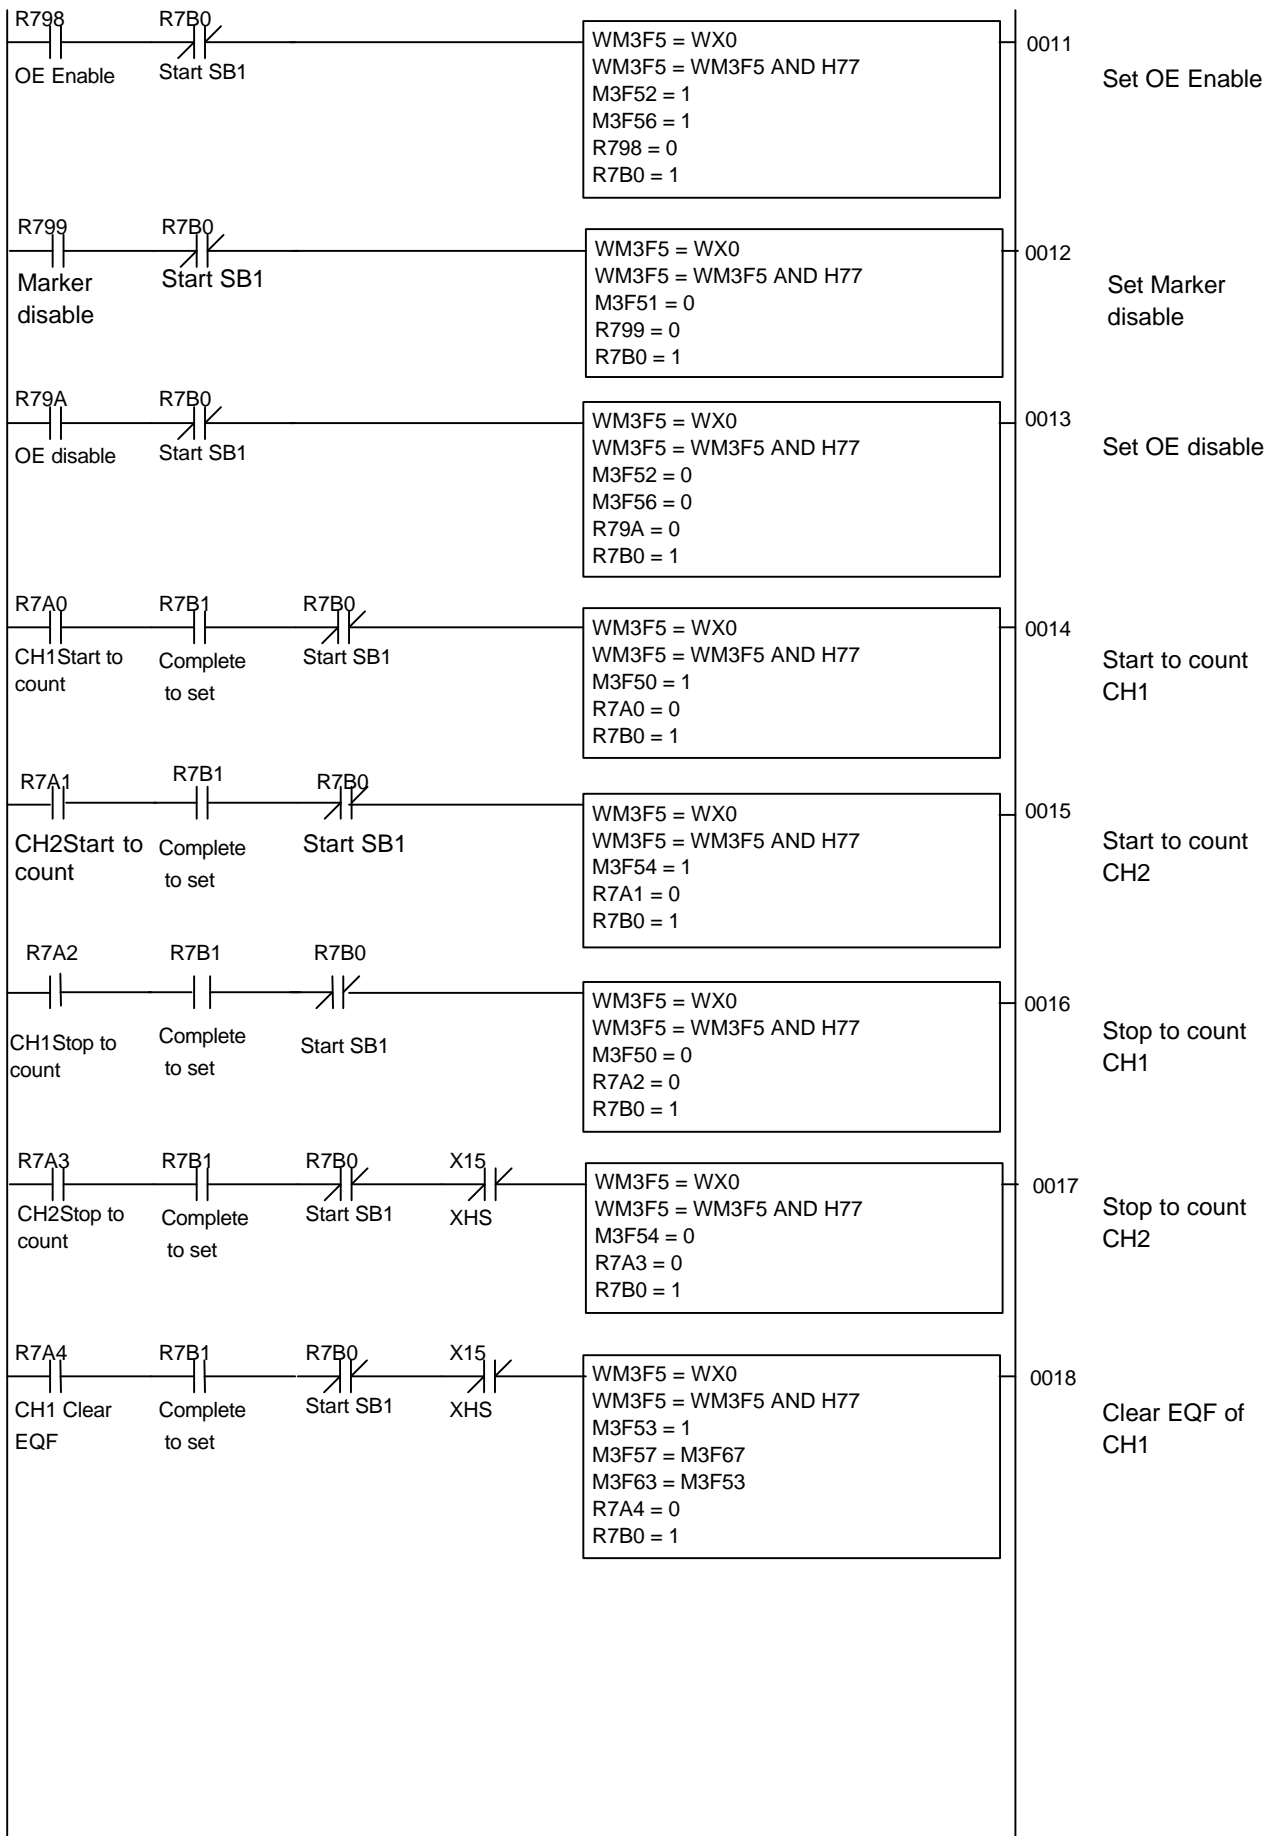 R798
R7B0
OE Enable
Start SB1
WM3F5 = WX0
WM3F5 = WM3F5 AND H77
M3F52 = 1
M3F56 = 1
R798 = 0
R7B0 = 1
0011
Set OE Enable
R799
R7B0
Marker
disable
Start SB1
WM3F5 = WX0
WM3F5 = WM3F5 AND H77
M3F51 = 0
R799 = 0
R7B0 = 1
0012
Set Marker
disable
R79A
R7B0
OE disable
Start SB1
WM3F5 = WX0
WM3F5 = WM3F5 AND H77
M3F52 = 0
M3F56 = 0
R79A = 0
R7B0 = 1
0013
Set OE disable
R7A0
R7B1
R7B0
CH1Start to
count
Complete
to set
Start SB1
WM3F5 = WX0
WM3F5 = WM3F5 AND H77
M3F50 = 1
R7A0 = 0
R7B0 = 1
0014
Start to count
CH1
R7A1
R7B1
R7B0
CH2Start to
count
Complete
to set
Start SB1
WM3F5 = WX0
WM3F5 = WM3F5 AND H77
M3F54 = 1
R7A1 = 0
R7B0 = 1
0015
Start to count
CH2
R7A2
R7B1
R7B0
CH1Stop to
count
Complete
to set
Start SB1
WM3F5 = WX0
WM3F5 = WM3F5 AND H77
M3F50 = 0
R7A2 = 0
R7B0 = 1
0016
Stop to count
CH1
R7A3
R7B1
R7B0
X15
CH2Stop to
count
Complete
to set
Start SB1
XHS
WM3F5 = WX0
WM3F5 = WM3F5 AND H77
M3F54 = 0
R7A3 = 0
R7B0 = 1
0017
Stop to count
CH2
R7A4
R7B1
R7B0
X15
CH1 Clear
EQF
Complete
to set
Start SB1
XHS
WM3F5 = WX0
WM3F5 = WM3F5 AND H77
M3F53 = 1
M3F57 = M3F67
M3F63 = M3F53
R7A4 = 0
R7B0 = 1
0018
Clear EQF of
CH1